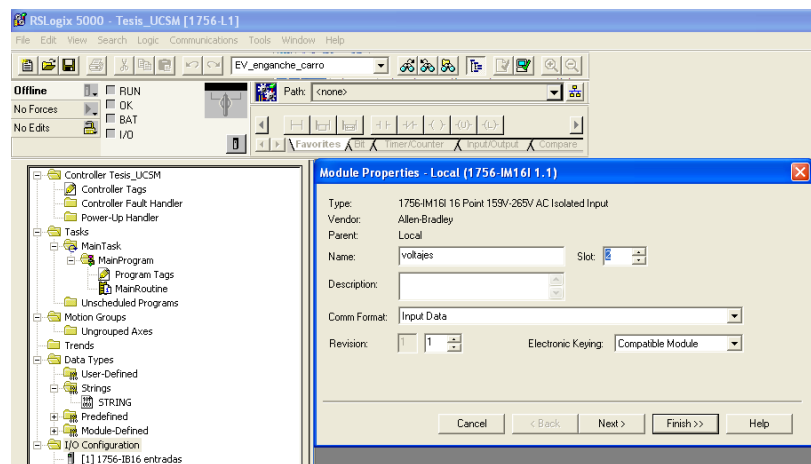 RSLogix 5000 - Tesis_UCSM [1756-L1]
File Edit View Search Logic Communications Tools Window Help
EV_enganche_carro
Offline
RUN
Path: <none>
No Forces
OK
BAT
No Edits
I/O
Favorites Bit Timer/Counter Input/Output Compare
Controller Tesis_UCSM
Controller Tags
Controller Fault Handler
Power-Up Handler
Tasks
MainTask
MainProgram
Program Tags
MainRoutine
Unscheduled Programs
Motion Groups
Ungrouped Axes
Trends
Data Types
User-Defined
Strings
STRING
Predefined
Module-Defined
I/O Configuration
[1] 1756-IB16 entradas
Module Properties - Local (1756-IM16I 1.1)
Type: 1756-IM16I 16 Point 159V-265V AC Isolated Input
Vendor: Allen-Bradley
Parent: Local
Name: voltajes Slot: 2
Description:
Comm Format: Input Data
Revision: 1 1 Electronic Keying: Compatible Module
Cancel < Back Next > Finish >> Help